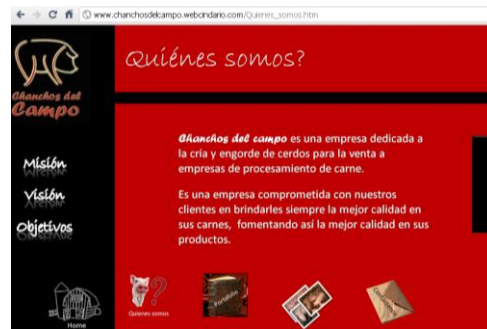 www.chanchosdelcampo.webcindario.com/Quienes_somos.htm
Quiénes somos?
Chanchos del
Campo
Chanchos del campo es una empresa dedicada a
la cría y engorde de cerdos para la venta a
empresas de procesamiento de carne.
Es una empresa comprometida con nuestros
clientes en brindarles siempre la mejor calidad en
sus carnes, fomentando así la mejor calidad en sus
productos.
Misión
Visión
Objetivos
Home
Quienes somos